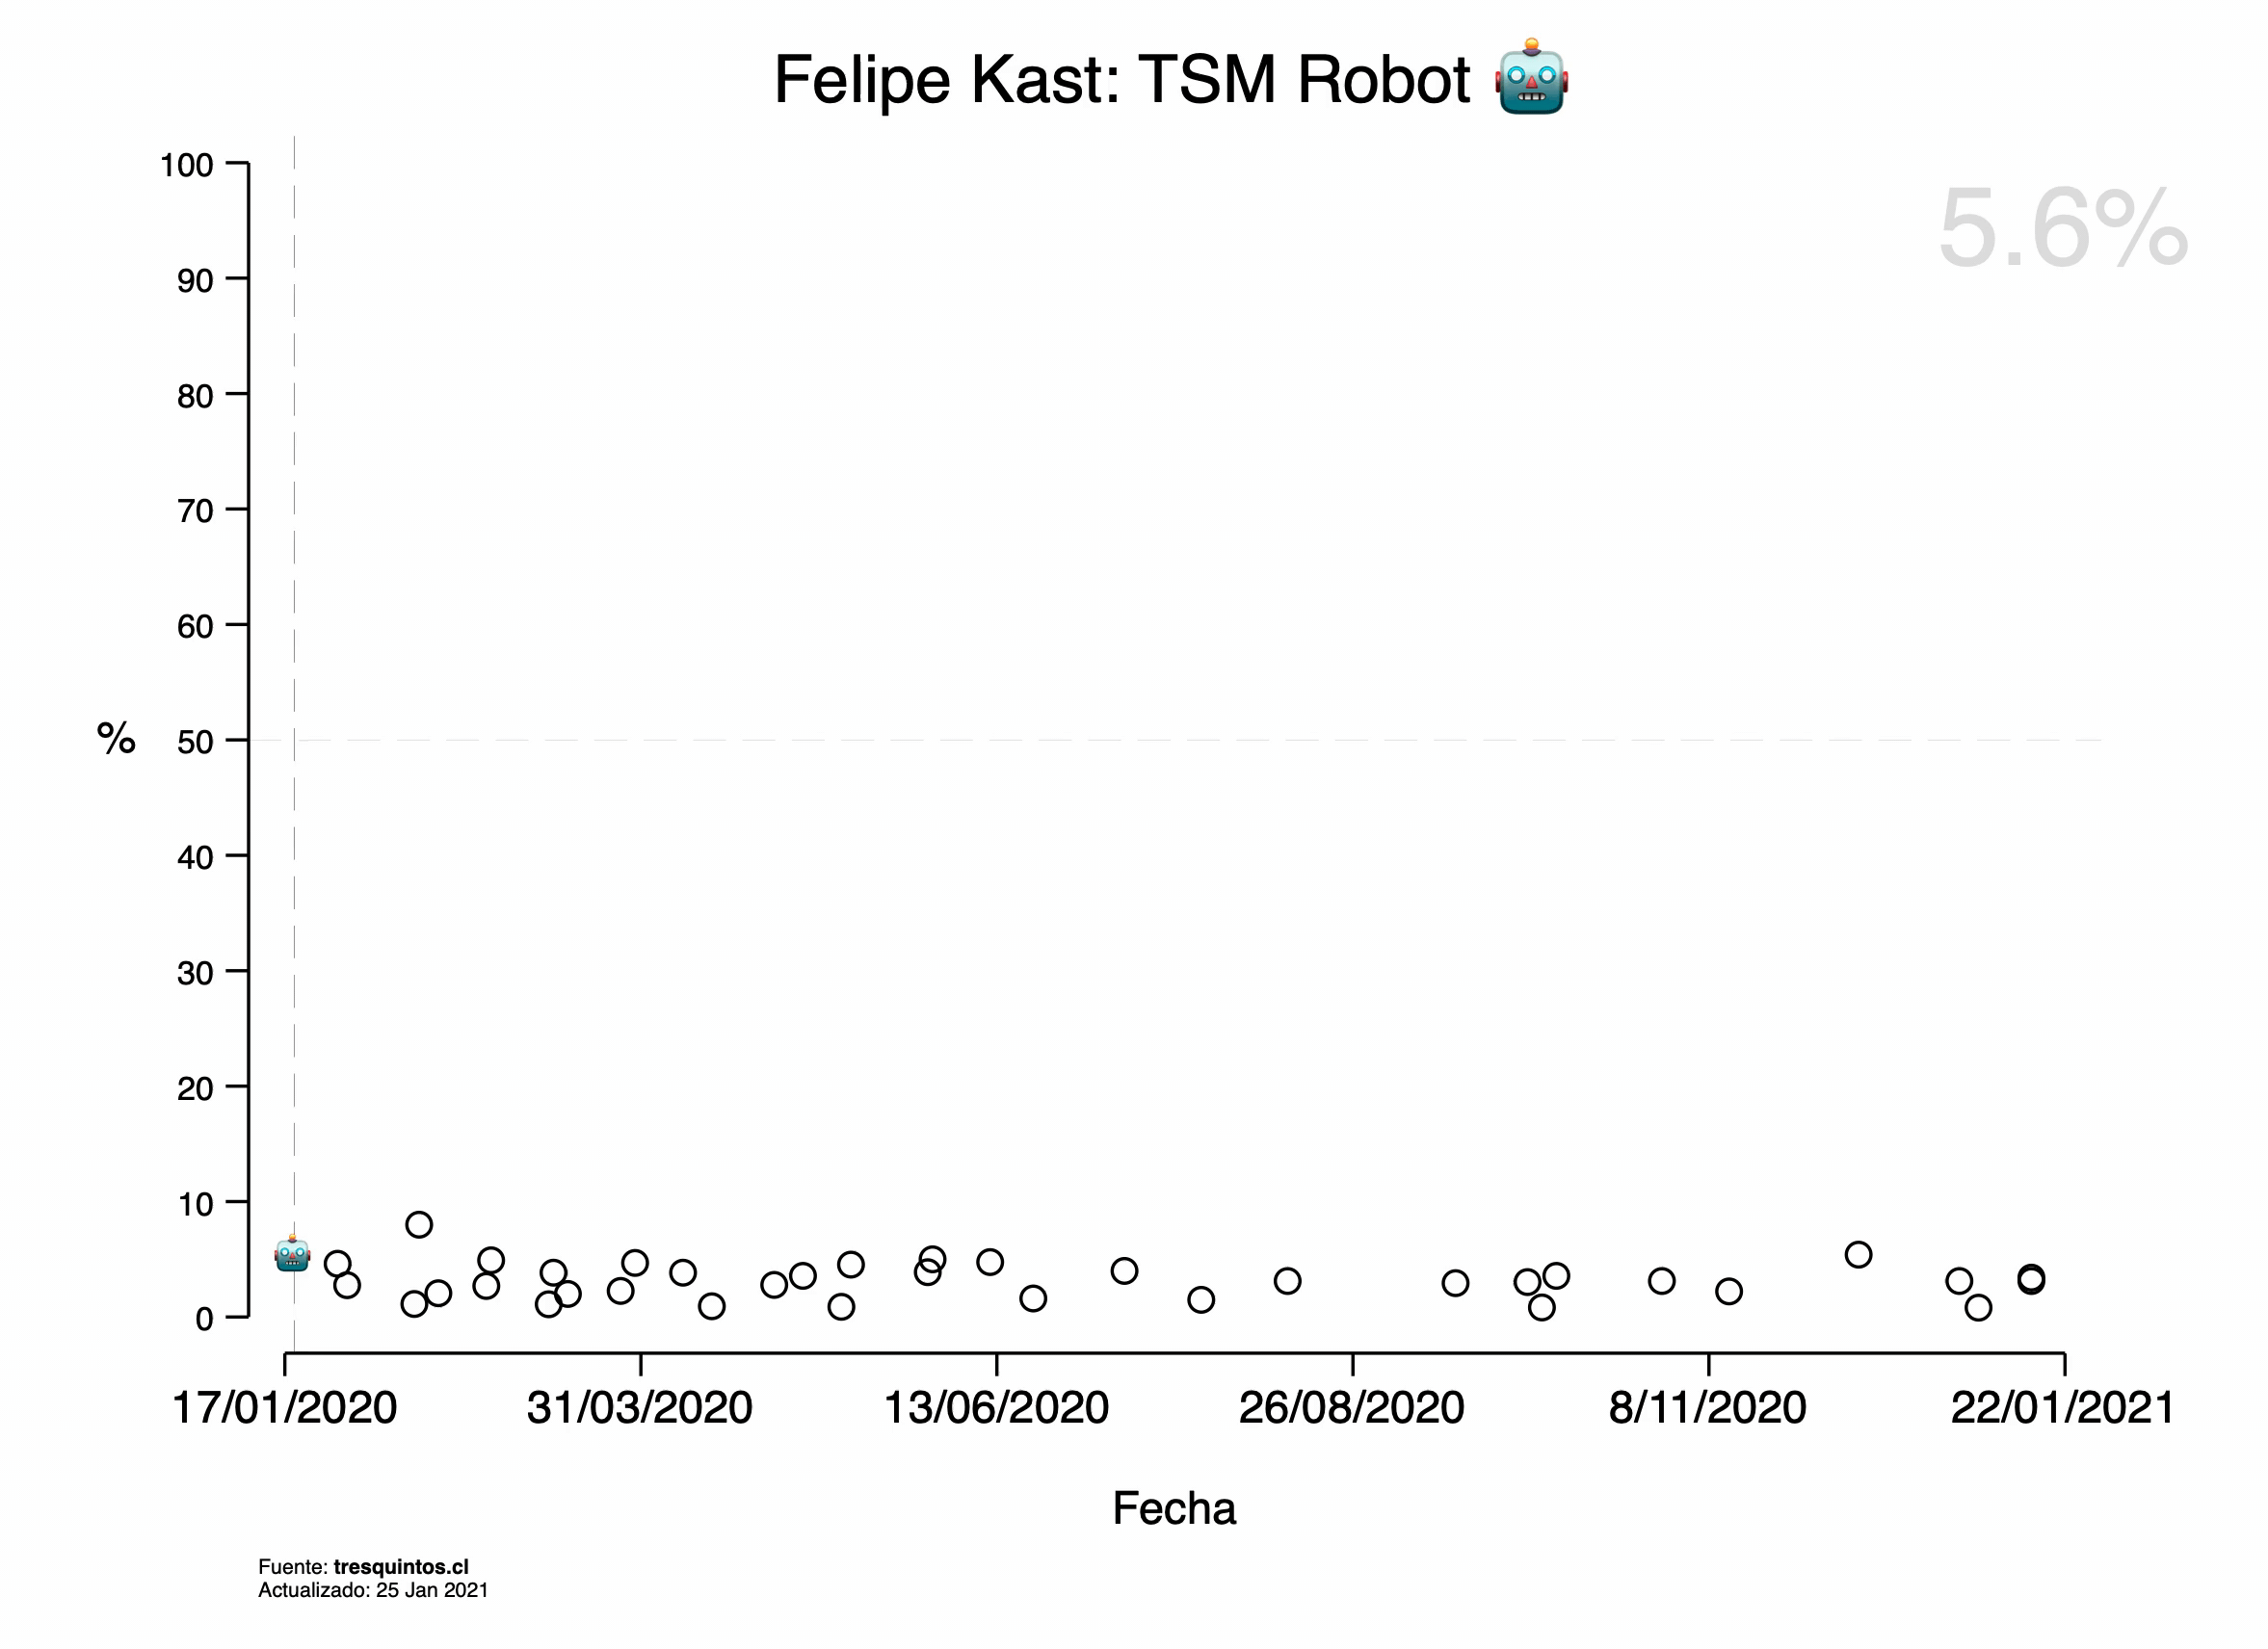 Felipe Kast: TSM Robot 🤖
5.6%
100
90
80
70
60
% 50
40
30
20
10
0
17/01/2020 31/03/2020 13/06/2020 26/08/2020 8/11/2020 22/01/2021
Fecha
Fuente: tresquintos.cl
Actualizado: 25 Jan 2021